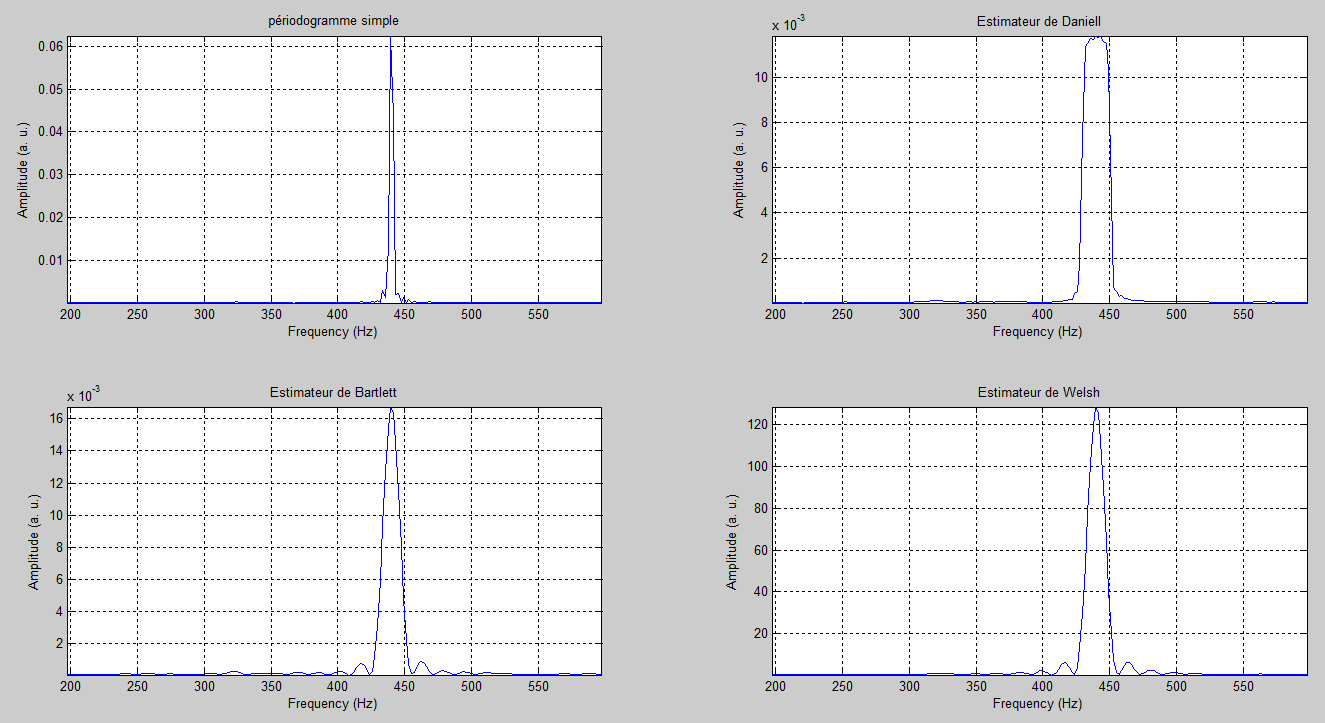 périodogramme simple
0.06
0.05
0.04
0.03
0.02
0.01
Amplitude (a. u.)
200 250 300 350 400 450 500 550
Frequency (Hz)
Estimateur de Daniell
x 10-3
10
8
6
4
2
Amplitude (a. u.)
200 250 300 350 400 450 500 550
Frequency (Hz)
Estimateur de Bartlett
x 10-3
16
14
12
10
8
6
4
2
Amplitude (a. u.)
200 250 300 350 400 450 500 550
Frequency (Hz)
Estimateur de Welsh
120
100
80
60
40
20
Amplitude (a. u.)
200 250 300 350 400 450 500 550
Frequency (Hz)